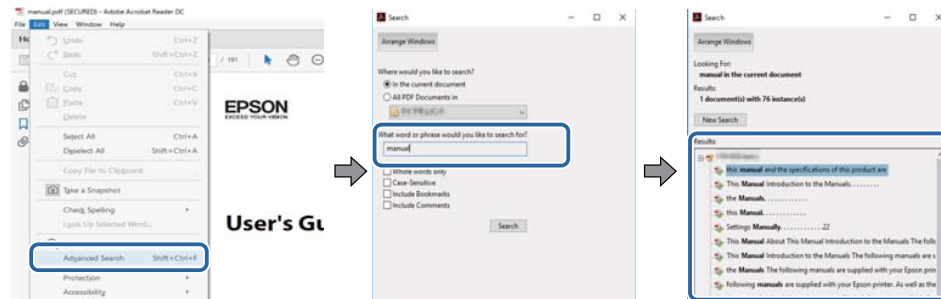 manual.pdf (SECURED) - Adobe Acrobat Reader DC
File Edit View Window Help
Undo Ctrl+Z
Redo Shift+Ctrl+Z
Cut Ctrl+X
Copy Ctrl+C
Paste Ctrl+V
Delete
Select All Ctrl+A
Deselect All Shift+Ctrl+A
Copy File to Clipboard
Take a Snapshot
Check Spelling
Look Up Selected Word...
Advanced Search Shift+Ctrl+F
Protection
Accessibility
/ 191
EPSON
EXCEED YOUR VISION
User's Gu
Search
Arrange Windows
Where would you like to search?
In the current document
All PDF Documents in
What word or phrase would you like to search for?
manual
Whole words only
Case-Sensitive
Include Bookmarks
Include Comments
Search
Search
Arrange Windows
Looking For:
manual in the current document
Results:
1 document(s) with 76 instance(s)
New Search
Results:
this manual and the specifications of this product are
This Manual Introduction to the Manuals.........
the Manuals.............
this Manual.............
Settings Manually.............22
This Manual About This Manual Introduction to the Manuals The follo
This Manual Introduction to the Manuals The following manuals are s
the Manuals The following manuals are supplied with your Epson prin
following manuals are supplied with your Epson printer. As well as the